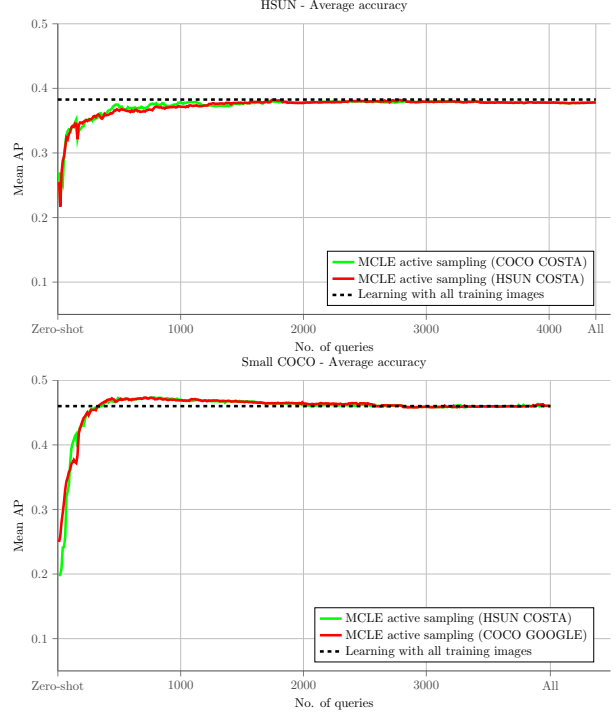 HSUN - Average accuracy
0.5
0.4
0.3
0.2
0.1
Mean AP
MCLE active sampling (COCO COSTA)
MCLE active sampling (HSUN COSTA)
Learning with all training images
Zero-shot 1000 2000 3000 4000 All
No. of queries
Small COCO - Average accuracy
0.5
0.4
0.3
0.2
0.1
Mean AP
MCLE active sampling (HSUN COSTA)
MCLE active sampling (COCO GOOGLE)
Learning with all training images
Zero-shot 1000 2000 3000 All
No. of queries